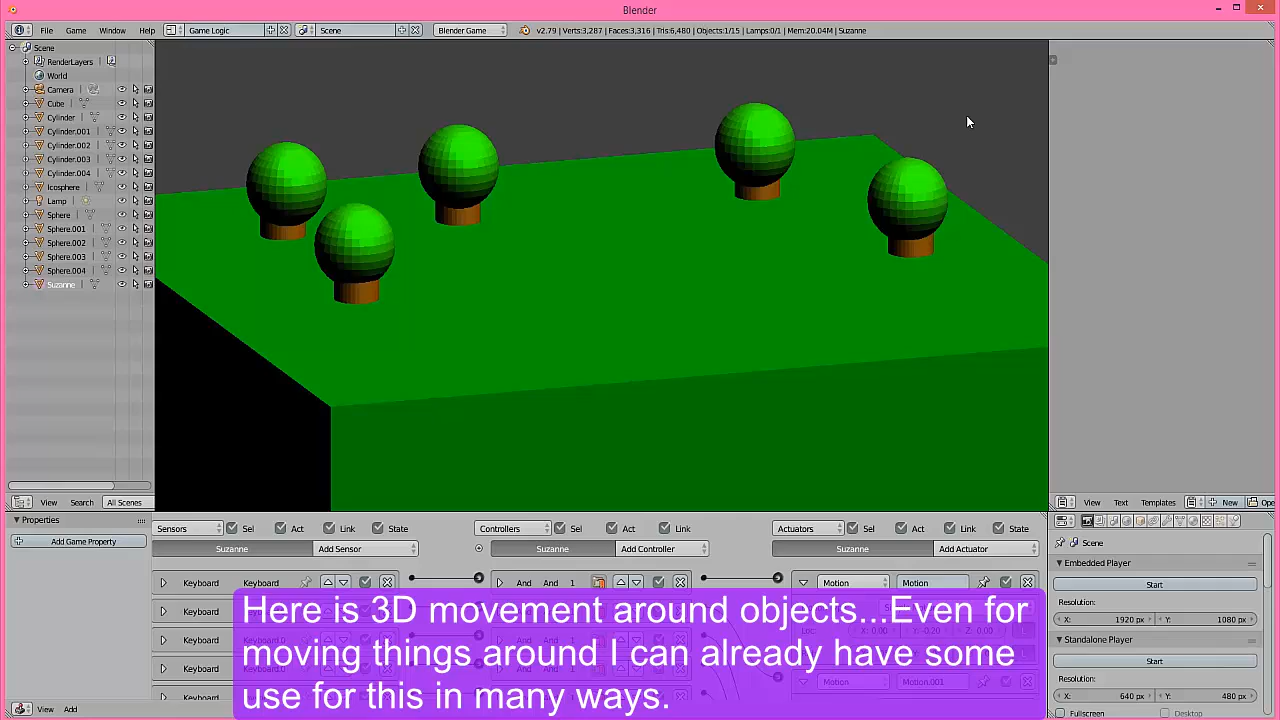 Blender
File Game Window Help Game Logic Scene Blender Game v2.79 | Verts:3,287 | Faces:3,316 | Tris:6,480 | Objects:1/15 | Lamps:0/1 | Mem:20.04M | Suzanne
Scene
RenderLayers
World
Camera
Cube
Cylinder
Cylinder.001
Cylinder.002
Cylinder.003
Cylinder.004
Icosphere
Lamp
Sphere
Sphere.001
Sphere.002
Sphere.003
Sphere.004
Suzanne
View Search All Scenes
View Text Templates New Ope
Properties
Add Game Property
Sensors Sel Act Link State Controllers Sel Act Link Actuators Sel Act Link State
Suzanne Add Sensor Suzanne Add Controller Suzanne Add Actuator
Keyboard Keyboard And And 1 Motion Motion
Keyboard
Keyboard
Keyboard
Motion Motion.001
Here is 3D movement around objects...Even for
moving things around I can already have some
use for this in many ways.
View Add
Scene
Embedded Player
Start
Resolution:
X: 1920 px Y: 1080 px
Standalone Player
Start
Resolution:
X: 640 px Y: 480 px
Fullscreen Desktop